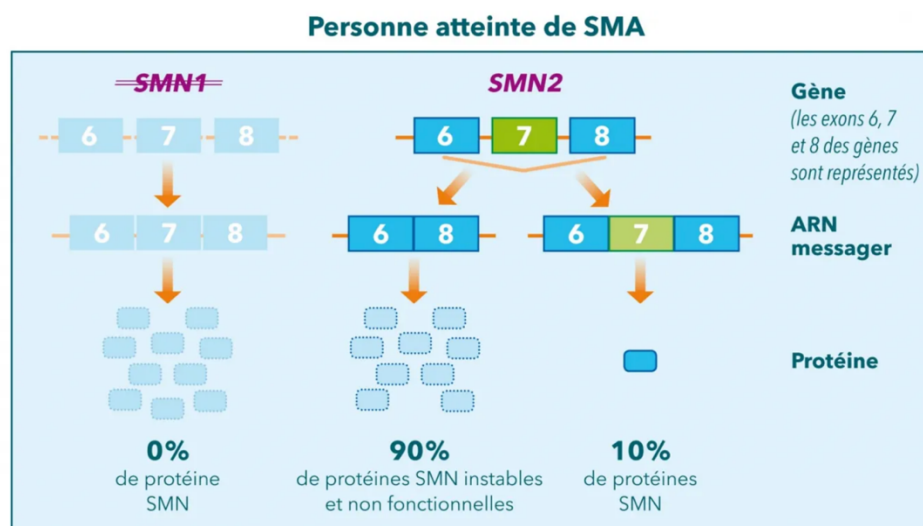 Personne atteinte de SMA
SMN1
SMN2
Gène
(les exons 6, 7
et 8 des gènes
sont représentés)
6 7 8
6 7 8
6 7 8
6 8
6 7 8
ARN
messager
Protéine
0%
de protéine
SMN
90%
de protéines SMN instables
et non fonctionnelles
10%
de protéines
SMN